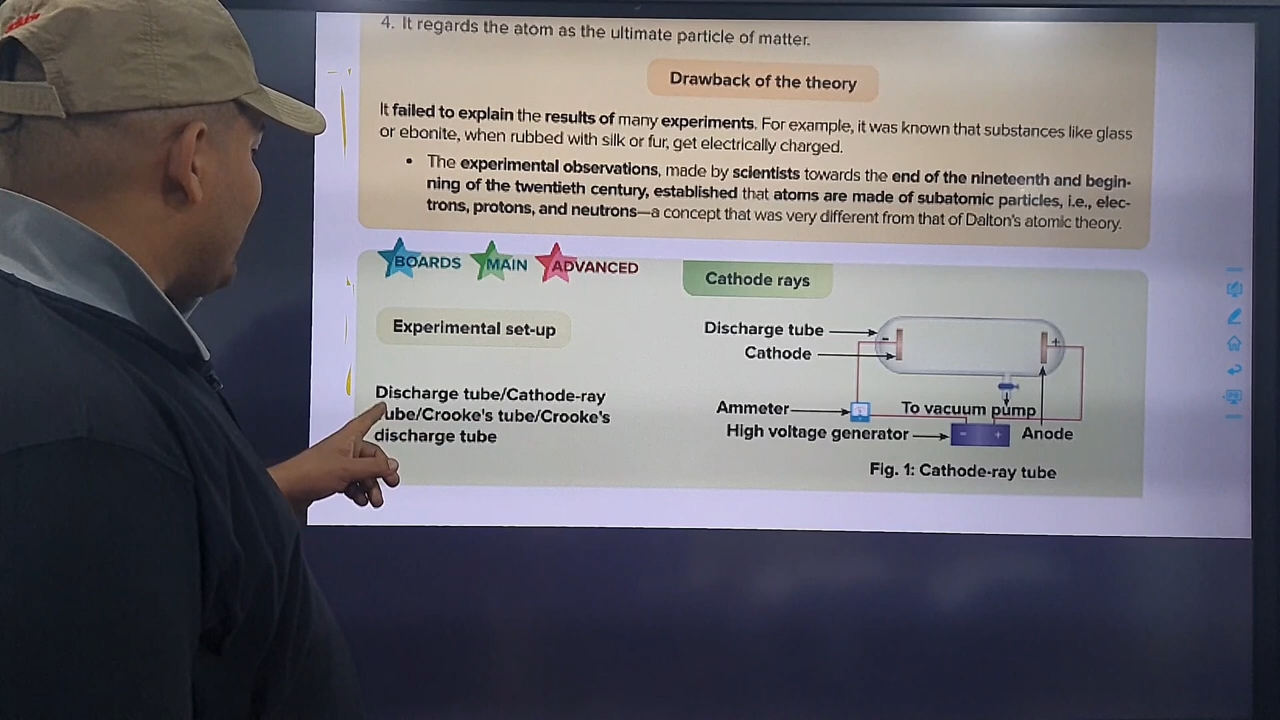 4. It regards the atom as the ultimate particle of matter.
Drawback of the theory
It failed to explain the results of many experiments. For example, it was known that substances like glass
or ebonite, when rubbed with silk or fur, get electrically charged.
• The experimental observations, made by scientists towards the end of the nineteenth and begin-
ning of the twentieth century, established that atoms are made of subatomic particles, i.e., elec-
trons, protons, and neutrons—a concept that was very different from that of Dalton's atomic theory.
BOARDS MAIN ADVANCED
Cathode rays
Experimental set-up
Discharge tube/Cathode-ray
ube/Crooke's tube/Crooke's
discharge tube
Discharge tube
Cathode
- +
Ammeter
To vacuum pump
High voltage generator
- +
Anode
Fig. 1: Cathode-ray tube